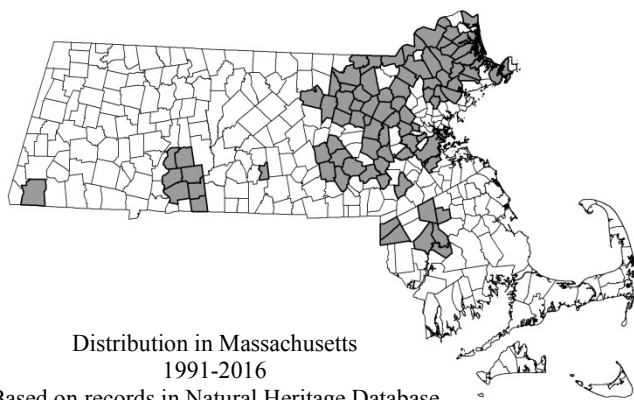 Distribution in Massachusetts
1991-2016
Based on records in Natural Heritage Database